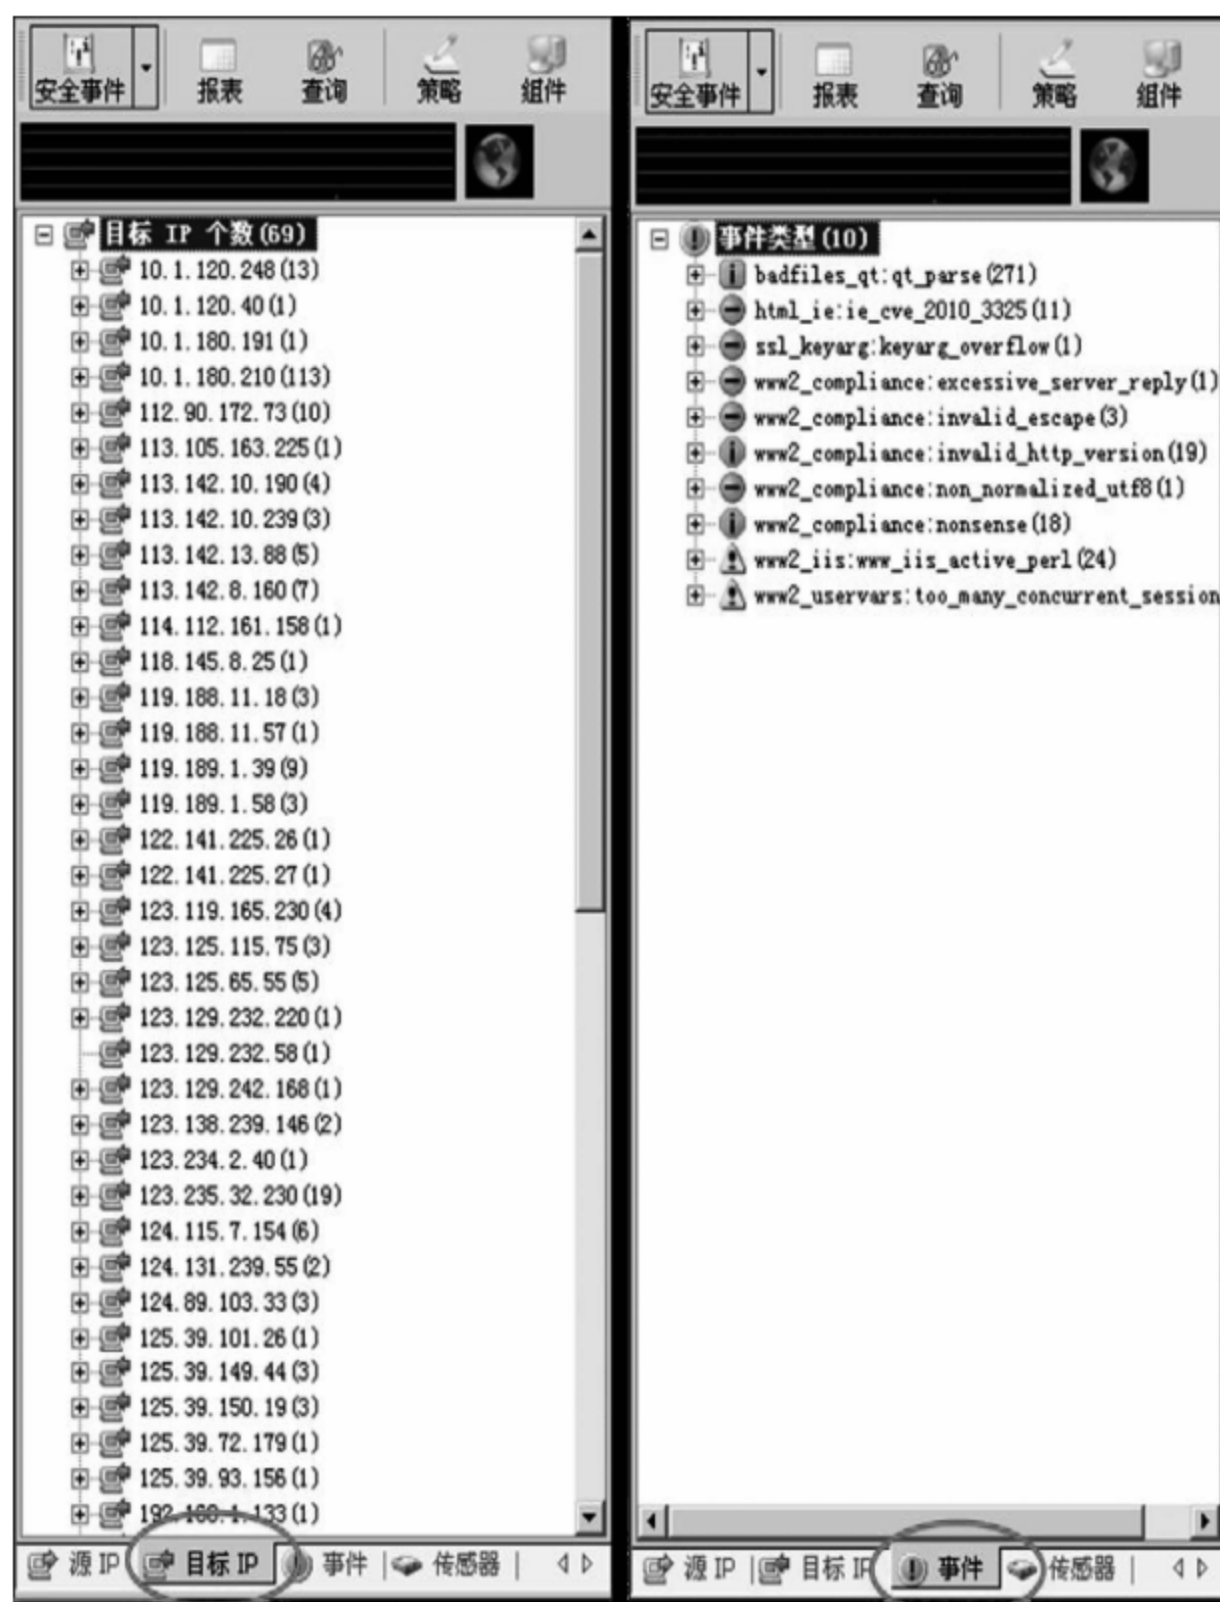 安全事件 报表 查询 策略 组件
目标 IP 个数(69)
10.1.120.248(13)
10.1.120.40(1)
10.1.180.191(1)
10.1.180.210(113)
112.90.172.73(10)
113.105.163.225(1)
113.142.10.190(4)
113.142.10.239(3)
113.142.13.88(5)
113.142.8.160(7)
114.112.161.158(1)
118.145.8.25(1)
119.188.11.18(3)
119.188.11.57(1)
119.189.1.39(9)
119.189.1.58(3)
122.141.225.26(1)
122.141.225.27(1)
123.119.165.230(4)
123.125.115.75(3)
123.125.65.55(5)
123.129.232.220(1)
123.129.232.58(1)
123.129.242.168(1)
123.138.239.146(2)
123.234.2.40(1)
123.235.32.230(19)
124.115.7.154(6)
124.131.239.55(2)
124.89.103.33(3)
125.39.101.26(1)
125.39.149.44(3)
125.39.150.19(3)
125.39.72.179(1)
125.39.93.156(1)
192.168.1.133(1)
源 IP 目标 IP 事件 传感器
安全事件 报表 查询 策略 组件
事件类型(10)
badfiles_qt:qt_parse(271)
html_ie:ie_cve_2010_3325(11)
ssl_keyarg:keyarg_overflow(1)
www2_compliance:excessive_server_reply(1)
www2_compliance:invalid_escape(3)
www2_compliance:invalid_http_version(19)
www2_compliance:non_normalized_utf8(1)
www2_compliance:nonsense(18)
www2_iis:www_iis_active_perl(24)
www2_uservars:too_many_concurrent_session
源 IP 目标 IP 事件 传感器